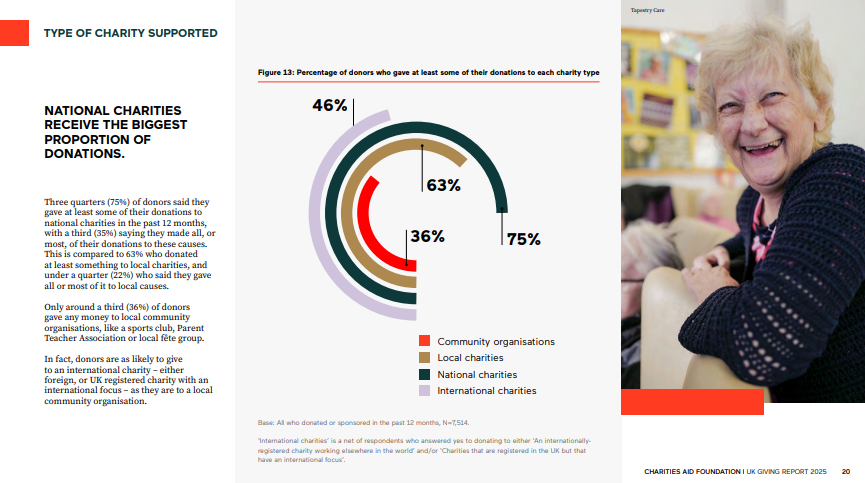 TYPE OF CHARITY SUPPORTED
NATIONAL CHARITIES
RECEIVE THE BIGGEST
PROPORTION OF
DONATIONS.
Three quarters (75%) of donors said they
gave at least some of their donations to
national charities in the past 12 months,
with a third (35%) saying they made all, or
most, of their donations to these causes.
This is compared to 63% who donated
at least something to local charities, and
under a quarter (22%) who said they gave
all or most of it to local causes.
Only around a third (36%) of donors
gave any money to local community
organisations, like a sports club, Parent
Teacher Association or local fête group.
In fact, donors are as likely to give
to an international charity – either
foreign, or UK registered charity with an
international focus – as they are to a local
community organisation.
Figure 13: Percentage of donors who gave at least some of their donations to each charity type
46%
63%
36%
75%
Community organisations
Local charities
National charities
International charities
Base: All who donated or sponsored in the past 12 months, N=7,514.
'International charities' is a net of respondents who answered yes to donating to either 'An internationally-
registered charity working elsewhere in the world' and/or 'Charities that are registered in the UK but that
have an international focus'.
Tapestry Care
CHARITIES AID FOUNDATION I UK GIVING REPORT 2025 20